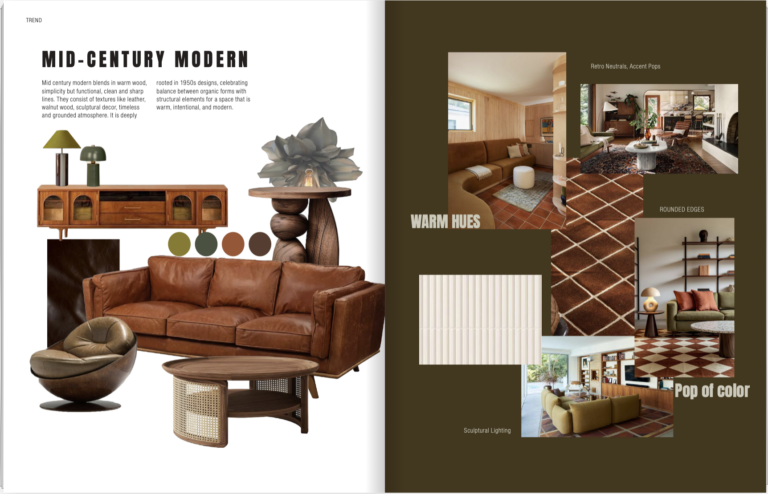 TREND
MID-CENTURY MODERN
Mid century modern blends in warm wood,
simplicity but functional, clean and sharp
lines. They consist of textures like leather,
walnut wood, sculptural decor, timeless
and grounded atmosphere. It is deeply
rooted in 1950s designs, celebrating
balance between organic forms with
structural elements for a space that is
warm, intentional, and modern.
Retro Neutrals, Accent Pops
WARM HUES
ROUNDED EDGES
Pop of color
Sculptural Lighting